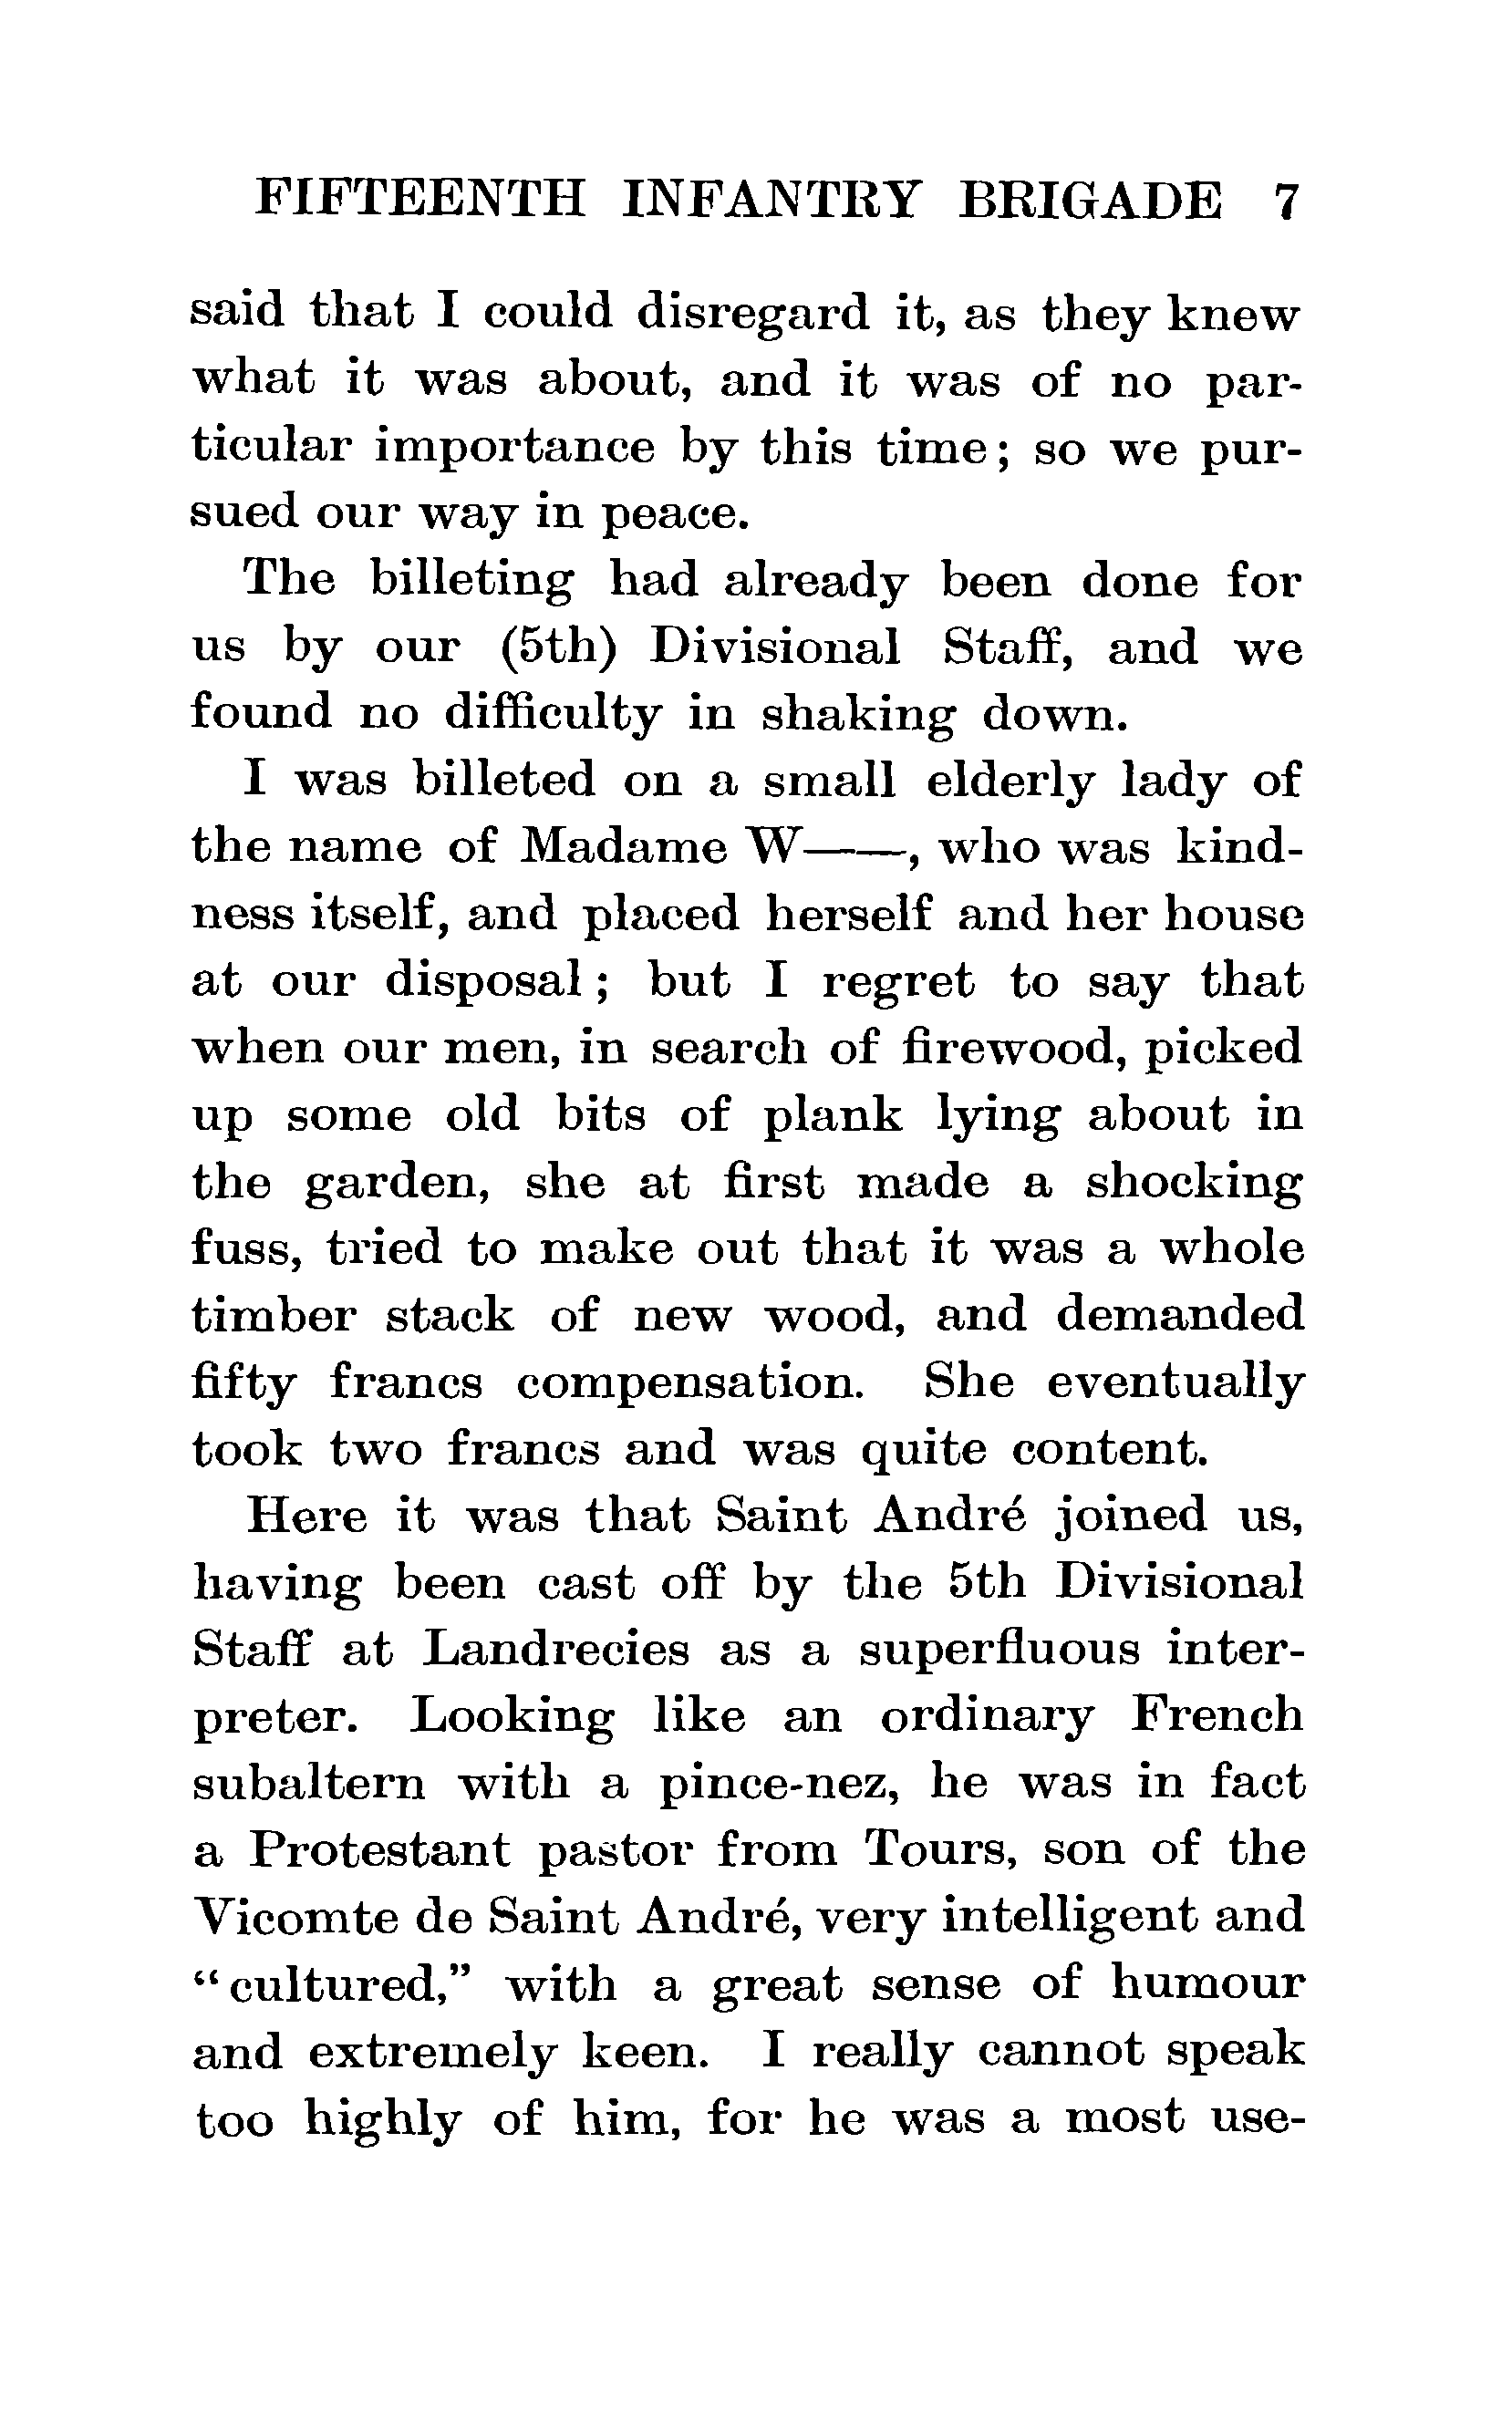 FIFTEENTH INFANTRY BRIGADE 7
said that I could disregard it, as they knew
what it was about, and it was of no par-
ticular importance by this time; so we pur-
sued our way in peace.
The billeting had already been done for
us by our (5th) Divisional Staff, and we
found no difficulty in shaking down.
I was billeted on a small elderly lady of
the name of Madame W——, who was kind-
ness itself, and placed herself and her house
at our disposal; but I regret to say that
when our men, in search of firewood, picked
up some old bits of plank lying about in
the garden, she at first made a shocking
fuss, tried to make out that it was a whole
timber stack of new wood, and demanded
fifty francs compensation. She eventually
took two francs and was quite content.
Here it was that Saint André joined us,
having been cast off by the 5th Divisional
Staff at Landrecies as a superfluous inter-
preter. Looking like an ordinary French
subaltern with a pince-nez, he was in fact
a Protestant pastor from Tours, son of the
Vicomte de Saint André, very intelligent and
"cultured," with a great sense of humour
and extremely keen. I really cannot speak
too highly of him, for he was a most use-